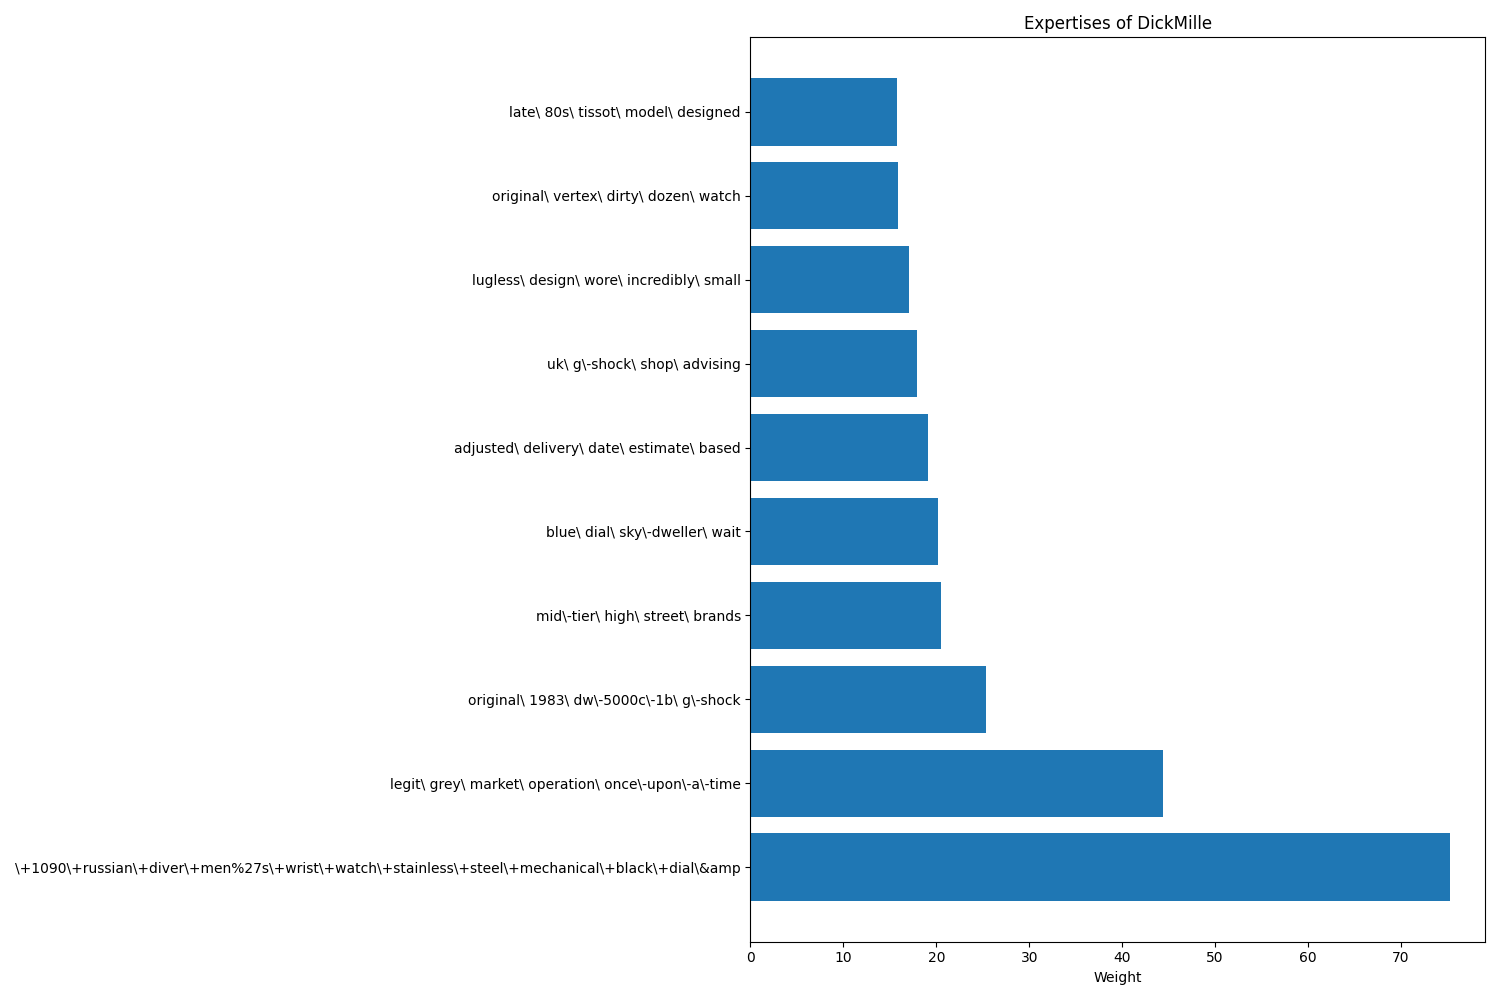 Expertises of DickMille
late\ 80s\ tissot\ model\ designed
original\ vertex\ dirty\ dozen\ watch
lugless\ design\ wore\ incredibly\ small
uk\ g\-shock\ shop\ advising
adjusted\ delivery\ date\ estimate\ based
blue\ dial\ sky\-dweller\ wait
mid\-tier\ high\ street\ brands
original\ 1983\ dw\-5000c\-1b\ g\-shock
legit\ grey\ market\ operation\ once\-upon\-a\-time
\+1090\+russian\+diver\+men%27s\+wrist\+watch\+stainless\+steel\+mechanical\+black\+dial\&amp
0 10 20 30 40 50 60 70
Weight